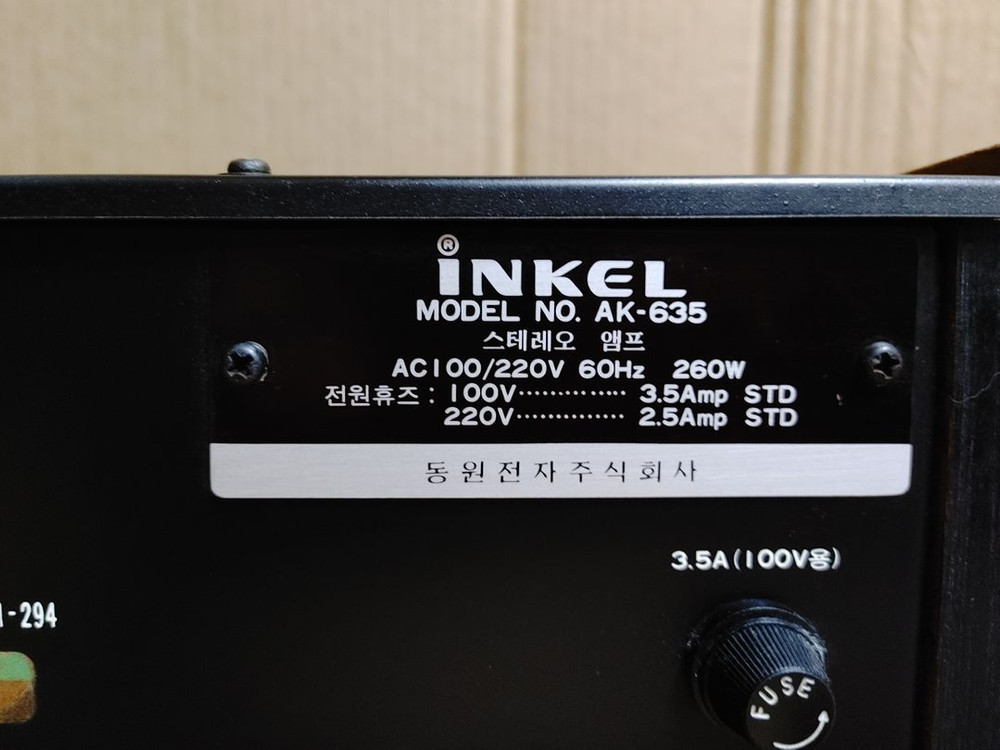 ® iNKEL
MODEL NO. AK-635
스테레오 앰프
AC100/220V 60Hz 260W
전원휴즈 : 100V············· 3.5Amp STD
220V·············· 2.5Amp STD
동원전자주식회사
3.5A(100V용)
-294
FUSE